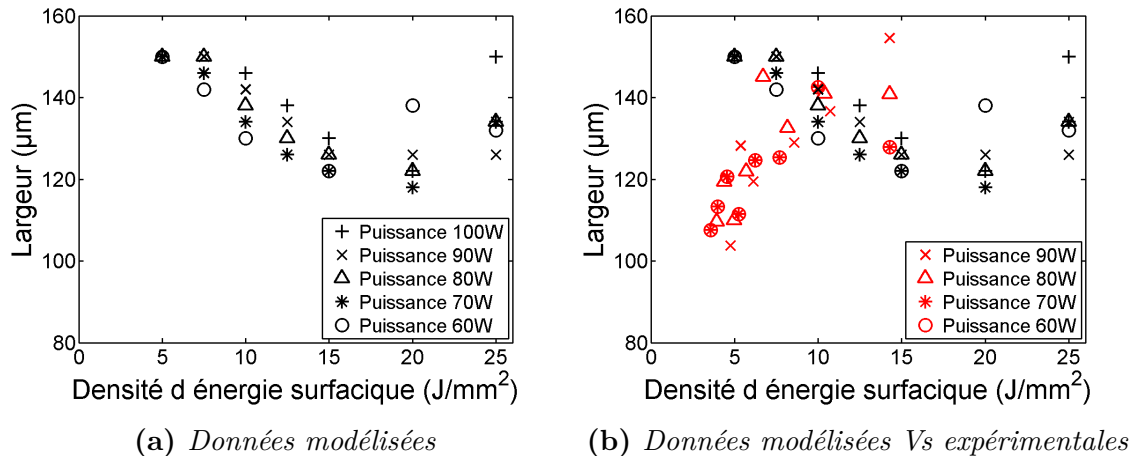 160
140
120
100
80
Largeur (µm)
0 5 10 15 20 25
Densité d énergie surfacique (J/mm²)
Puissance 100W
Puissance 90W
Puissance 80W
Puissance 70W
Puissance 60W
(a) Données modélisées
160
140
120
100
80
Largeur (µm)
0 5 10 15 20 25
Densité d énergie surfacique (J/mm²)
Puissance 90W
Puissance 80W
Puissance 70W
Puissance 60W
(b) Données modélisées Vs expérimentales